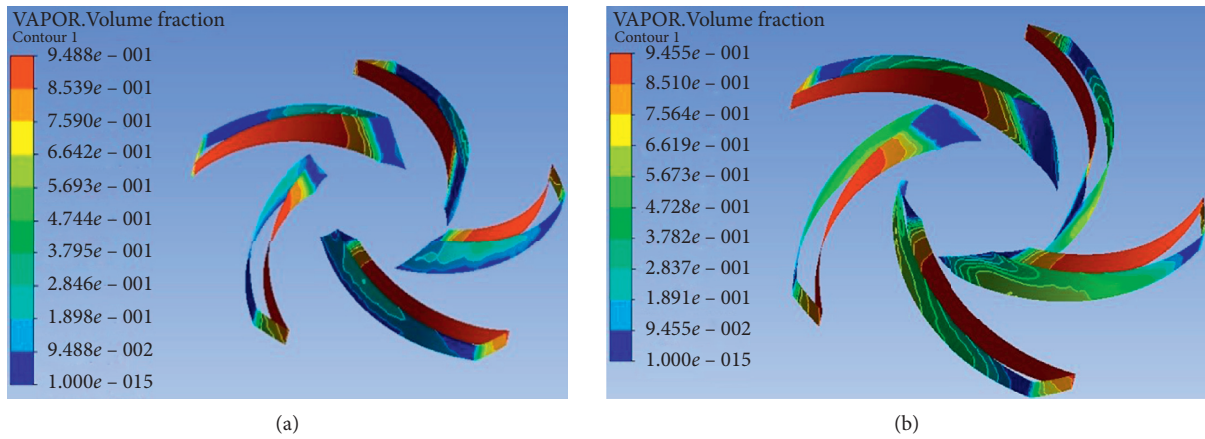 VAPOR.Volume fraction
Contour 1
9.488e – 001
8.539e – 001
7.590e – 001
6.642e – 001
5.693e – 001
4.744e – 001
3.795e – 001
2.846e – 001
1.898e – 001
9.488e – 002
1.000e – 015
(a)
VAPOR.Volume fraction
Contour 1
9.455e – 001
8.510e – 001
7.564e – 001
6.619e – 001
5.673e – 001
4.728e – 001
3.782e – 001
2.837e – 001
1.891e – 001
9.455e – 002
1.000e – 015
(b)